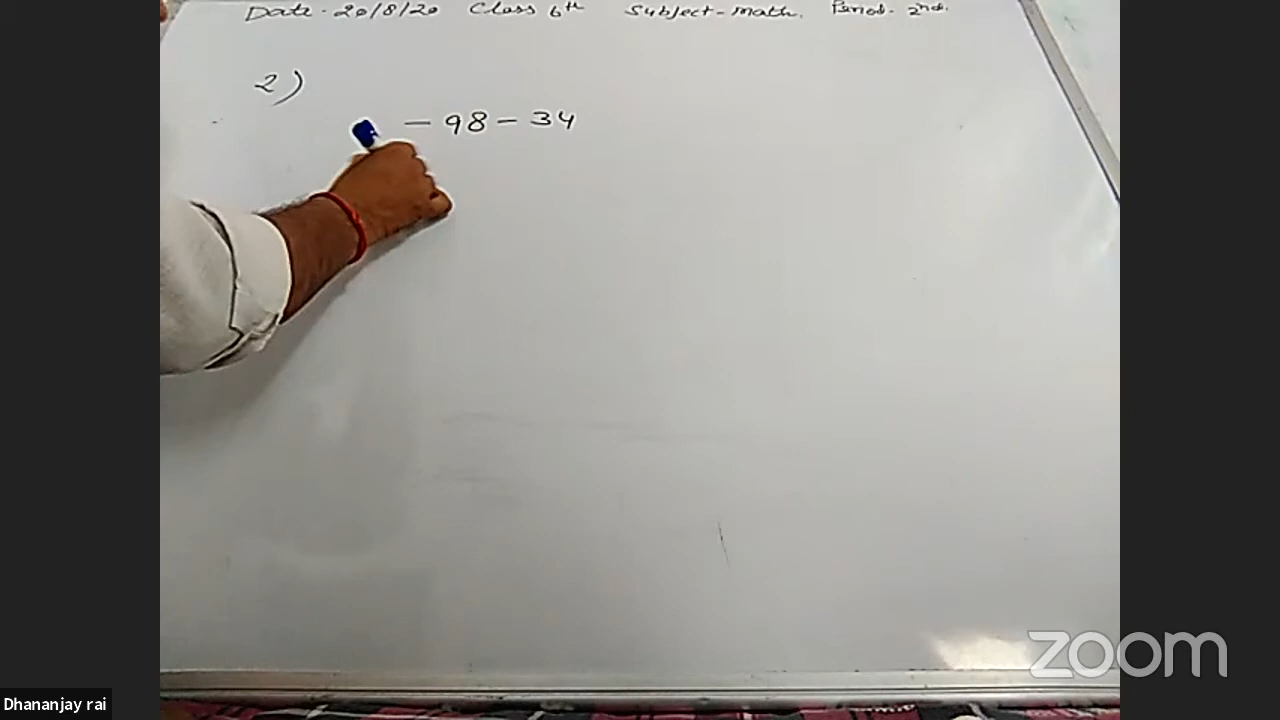 Date - 20/8/20 Class 6th Subject - Math. Period - 2nd.
2)
- 98 - 34
zoom
Dhananjay rai